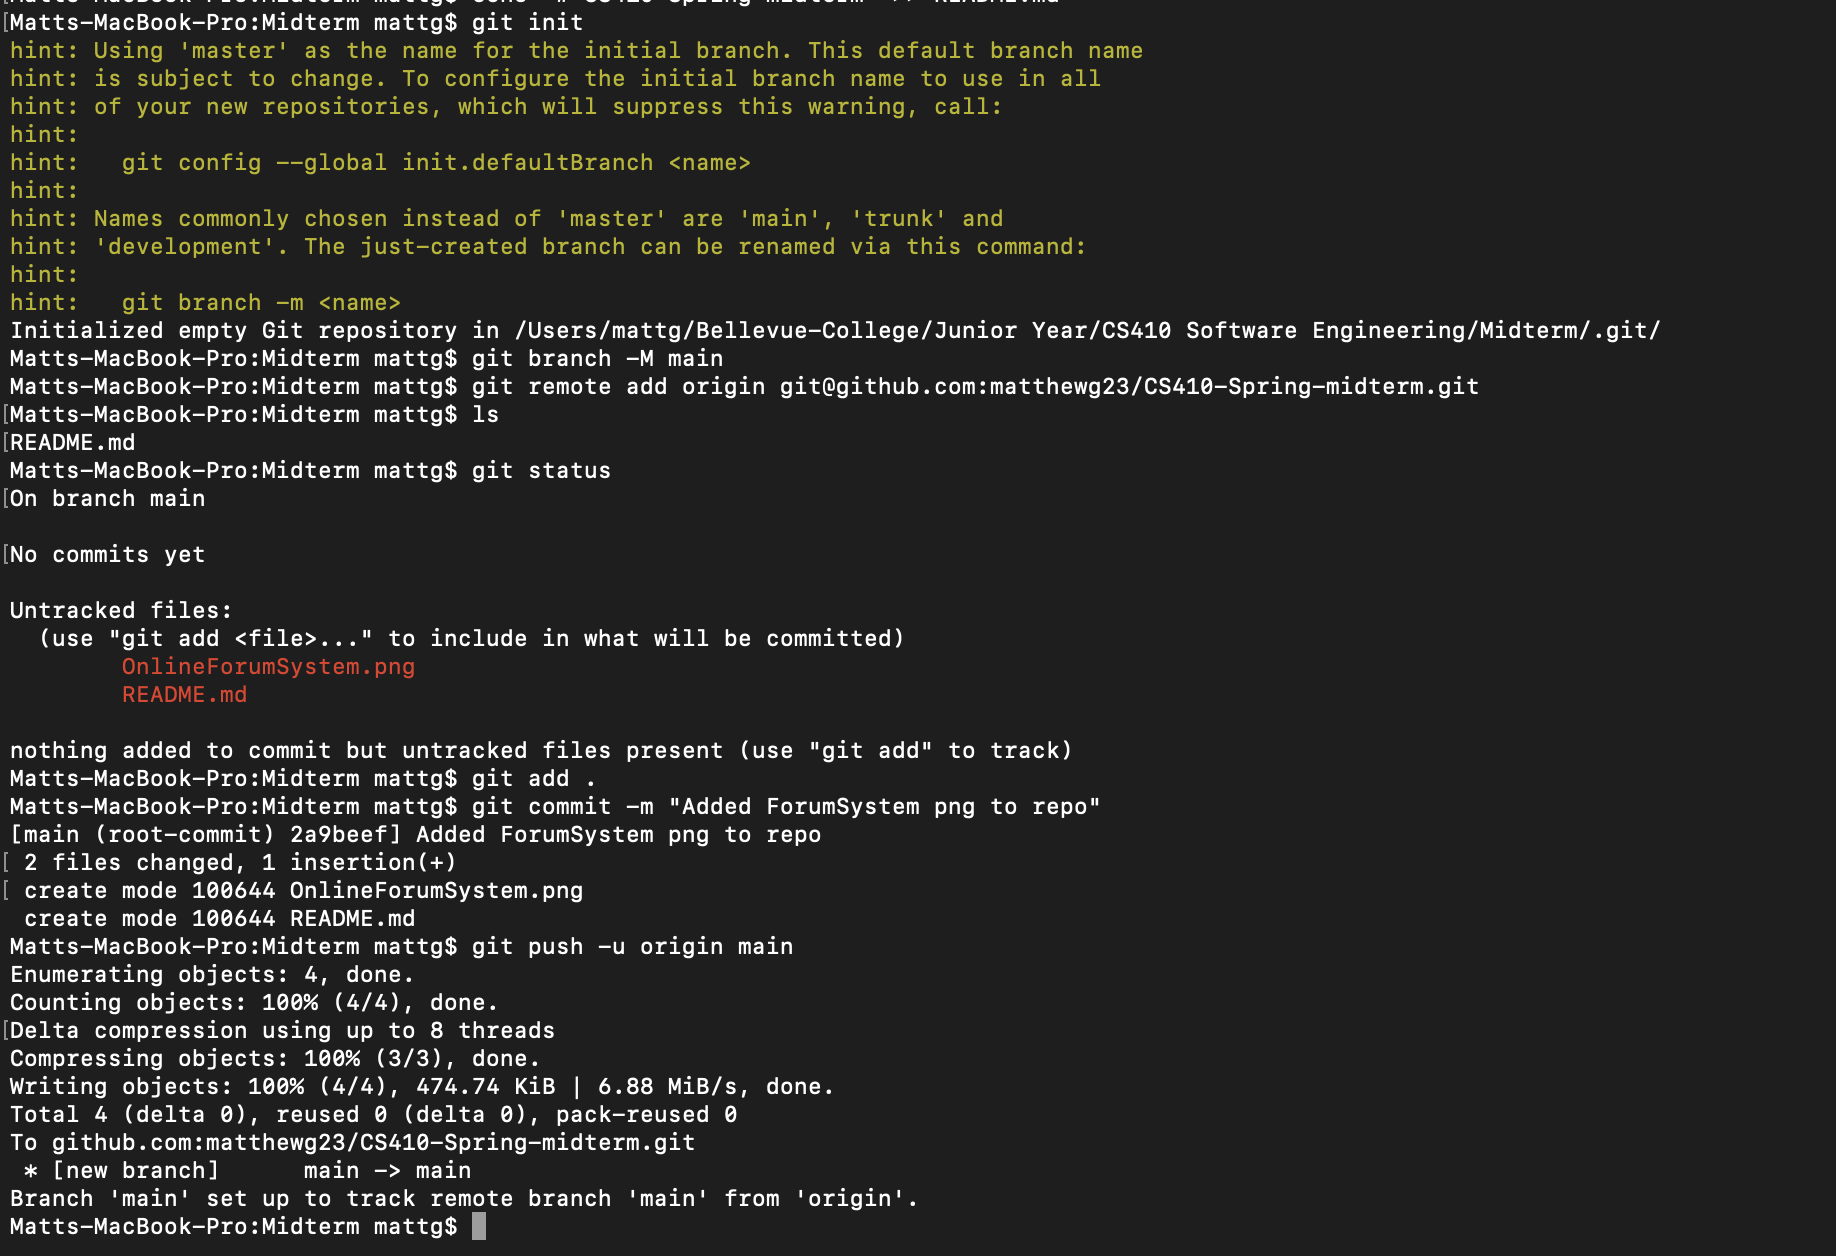 Matts-MacBook-Pro:Midterm mattg$ echo "# CS410-Spring-midterm" >> README.md
[Matts-MacBook-Pro:Midterm mattg$ git init
hint: Using 'master' as the name for the initial branch. This default branch name
hint: is subject to change. To configure the initial branch name to use in all
hint: of your new repositories, which will suppress this warning, call:
hint:
hint:   git config --global init.defaultBranch <name>
hint:
hint: Names commonly chosen instead of 'master' are 'main', 'trunk' and
hint: 'development'. The just-created branch can be renamed via this command:
hint:
hint:   git branch -m <name>
Initialized empty Git repository in /Users/mattg/Bellevue-College/Junior Year/CS410 Software Engineering/Midterm/.git/
Matts-MacBook-Pro:Midterm mattg$ git branch -M main
Matts-MacBook-Pro:Midterm mattg$ git remote add origin git@github.com:matthewg23/CS410-Spring-midterm.git
[Matts-MacBook-Pro:Midterm mattg$ ls
[README.md
Matts-MacBook-Pro:Midterm mattg$ git status
[On branch main
[No commits yet
Untracked files:
  (use "git add <file>..." to include in what will be committed)
        OnlineForumSystem.png
        README.md
nothing added to commit but untracked files present (use "git add" to track)
Matts-MacBook-Pro:Midterm mattg$ git add .
Matts-MacBook-Pro:Midterm mattg$ git commit -m "Added ForumSystem png to repo"
[main (root-commit) 2a9beef] Added ForumSystem png to repo
[ 2 files changed, 1 insertion(+)
[ create mode 100644 OnlineForumSystem.png
 create mode 100644 README.md
Matts-MacBook-Pro:Midterm mattg$ git push -u origin main
Enumerating objects: 4, done.
Counting objects: 100% (4/4), done.
[Delta compression using up to 8 threads
Compressing objects: 100% (3/3), done.
Writing objects: 100% (4/4), 474.74 KiB | 6.88 MiB/s, done.
Total 4 (delta 0), reused 0 (delta 0), pack-reused 0
To github.com:matthewg23/CS410-Spring-midterm.git
 * [new branch]      main -> main
Branch 'main' set up to track remote branch 'main' from 'origin'.
Matts-MacBook-Pro:Midterm mattg$